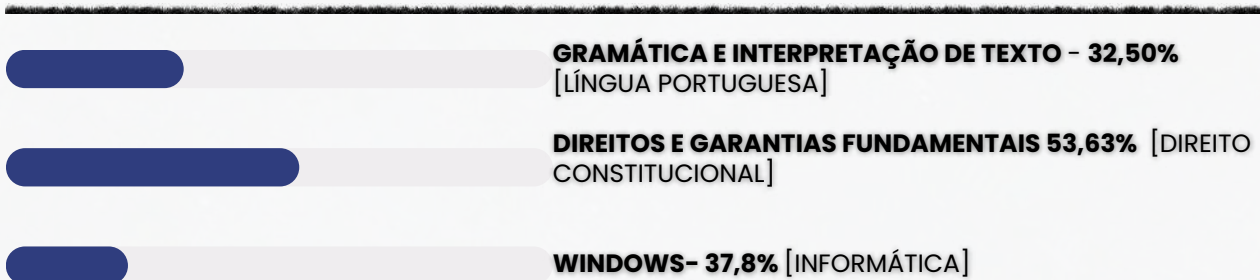 GRAMÁTICA E INTERPRETAÇÃO DE TEXTO - 32,50%
[LÍNGUA PORTUGUESA]
DIREITOS E GARANTIAS FUNDAMENTAIS 53,63% [DIREITO
CONSTITUCIONAL]
WINDOWS- 37,8% [INFORMÁTICA]